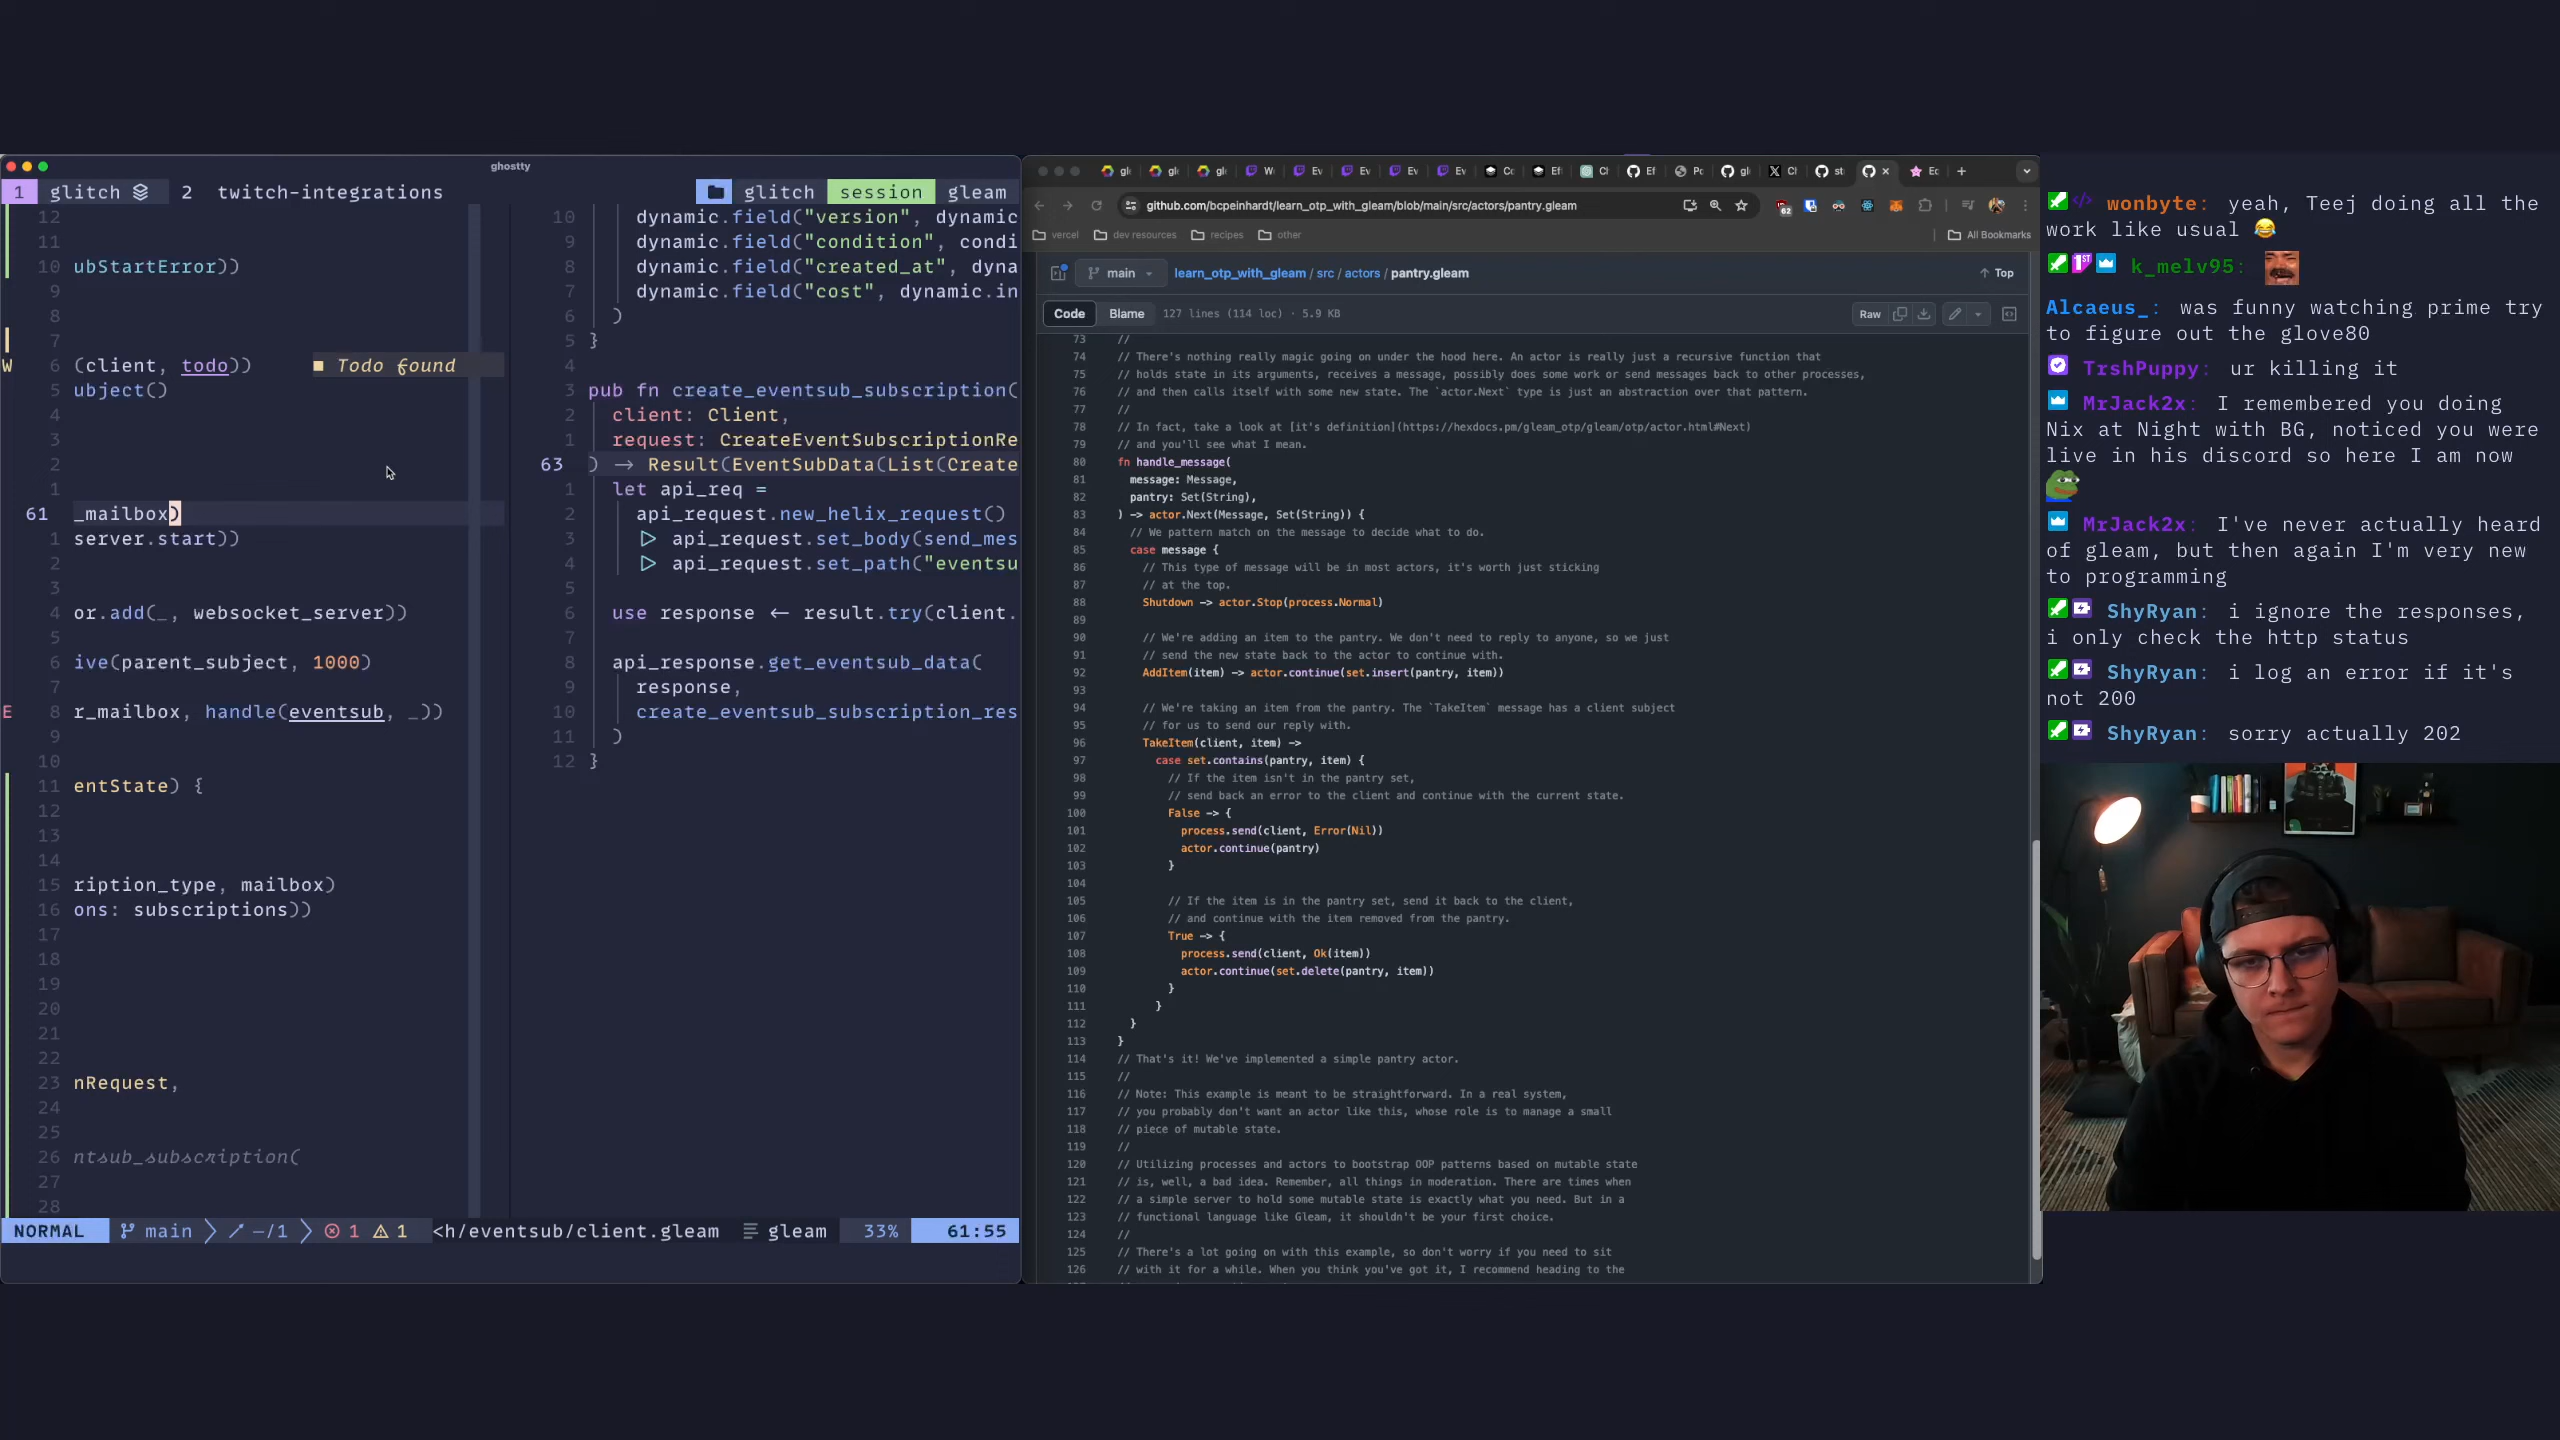 ghostty
1 glitch 2 twitch-integrations glitch session gleam
12
11
10 ubStartError))
9
8
7
W 6 (client, todo)) ■ Todo found
5 ubject()
4
3
2
1
61 _mailbox)
1 server.start))
2
3
4 or.add(_, websocket_server))
5
6 ive(parent_subject, 1000)
7
E 8 r_mailbox, handle(eventsub, _))
9
10
11 entState) {
12
13
14
15 ription_type, mailbox)
16 ons: subscriptions))
17
18
19
20
21
22
23 nRequest,
24
25
26 ntsub_subscription(
27
28
10 dynamic.field("version", dynamic
9 dynamic.field("condition", condi
8 dynamic.field("created_at", dyna
7 dynamic.field("cost", dynamic.in
6 )
5 }
4
3 pub fn create_eventsub_subscription(
2 client: Client,
1 request: CreateEventSubscriptionRe
63 ) -> Result(EventSubData(List(Create
1 let api_req =
2 api_request.new_helix_request()
3 |> api_request.set_body(send_mes
4 |> api_request.set_path("eventsu
5
6 use response <- result.try(client.
7
8 api_response.get_eventsub_data(
9 response,
10 create_eventsub_subscription_res
11 )
12 }
NORMAL main -/1 1 1 <h/eventsub/client.gleam gleam 33% 61:55
gl gl gl W Ev Ev Ev Ev Cc Ef Cl Ef Pc gl Cl st Ec
github.com/bcpeinhardt/learn_otp_with_gleam/blob/main/src/actors/pantry.gleam
vercel dev resources recipes other All Bookmarks
main learn_otp_with_gleam / src / actors / pantry.gleam Top
Code Blame 127 lines (114 loc) · 5.9 KB Raw
73 //
74 // There's nothing really magic going on under the hood here. An actor is really just a recursive function that
75 // holds state in its arguments, receives a message, possibly does some work or send messages back to other processes,
76 // and then calls itself with some new state. The `actor.Next` type is just an abstraction over that pattern.
77 //
78 // In fact, take a look at [it's definition](https://hexdocs.pm/gleam_otp/gleam/otp/actor.html#Next)
79 // and you'll see what I mean.
80 fn handle_message(
81 message: Message,
82 pantry: Set(String),
83 ) -> actor.Next(Message, Set(String)) {
84 // We pattern match on the message to decide what to do.
85 case message {
86 // This type of message will be in most actors, it's worth just sticking
87 // at the top.
88 Shutdown -> actor.Stop(process.Normal)
89
90 // We're adding an item to the pantry. We don't need to reply to anyone, so we just
91 // send the new state back to the actor to continue with.
92 AddItem(item) -> actor.continue(set.insert(pantry, item))
93
94 // We're taking an item from the pantry. The `TakeItem` message has a client subject
95 // for us to send our reply with.
96 TakeItem(client, item) ->
97 case set.contains(pantry, item) {
98 // If the item isn't in the pantry set,
99 // send back an error to the client and continue with the current state.
100 False -> {
101 process.send(client, Error(Nil))
102 actor.continue(pantry)
103 }
104
105 // If the item is in the pantry set, send it back to the client,
106 // and continue with the item removed from the pantry.
107 True -> {
108 process.send(client, Ok(item))
109 actor.continue(set.delete(pantry, item))
110 }
111 }
112 }
113 }
114 // That's it! We've implemented a simple pantry actor.
115 //
116 // Note: This example is meant to be straightforward. In a real system,
117 // you probably don't want an actor like this, whose role is to manage a small
118 // piece of mutable state.
119 //
120 // Utilizing processes and actors to bootstrap OOP patterns based on mutable state
121 // is, well, a bad idea. Remember, all things in moderation. There are times when
122 // a simple server to hold some mutable state is exactly what you need. But in a
123 // functional language like Gleam, it shouldn't be your first choice.
124 //
125 // There's a lot going on with this example, so don't worry if you need to sit
126 // with it for a while. When you think you've got it, I recommend heading to the
wonbyte: yeah, Teej doing all the
work like usual 😂
k_melv95:
Alcaeus_: was funny watching prime try
to figure out the glove80
TrshPuppy: ur killing it
MrJack2x: I remembered you doing
Nix at Night with BG, noticed you were
live in his discord so here I am now
MrJack2x: I've never actually heard
of gleam, but then again I'm very new
to programming
ShyRyan: i ignore the responses,
i only check the http status
ShyRyan: i log an error if it's
not 200
ShyRyan: sorry actually 202